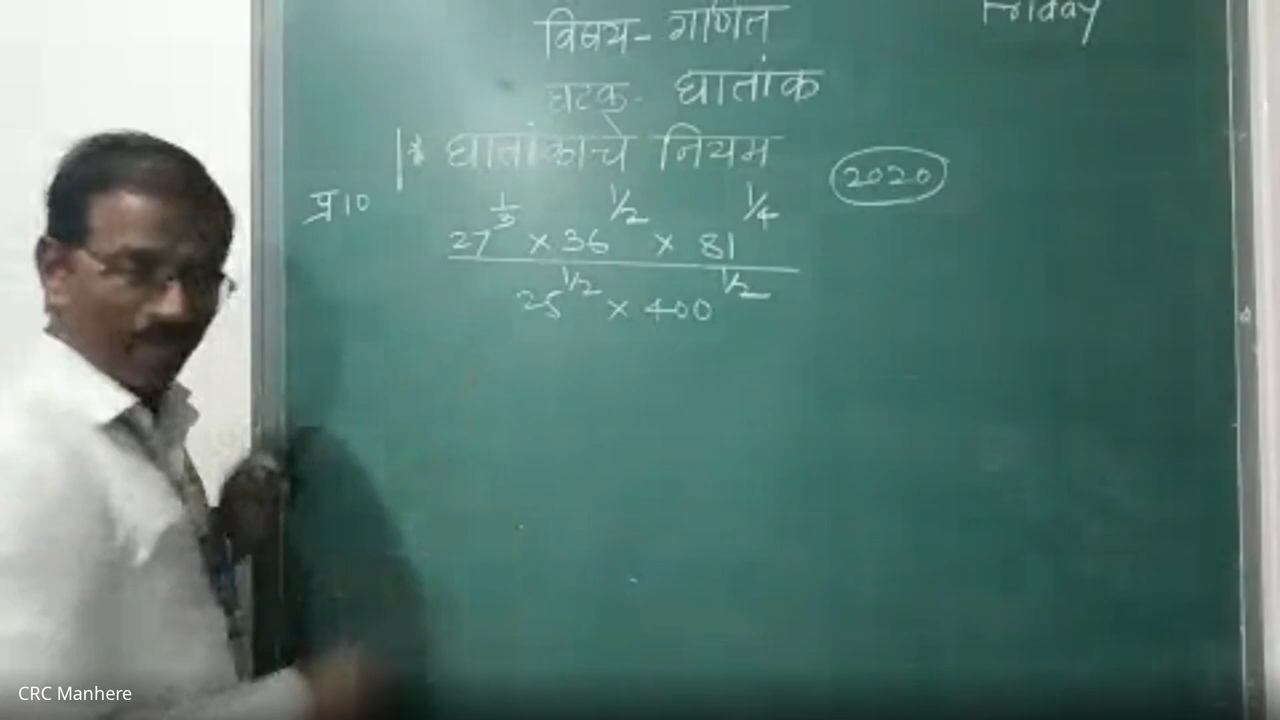 Friday
विषय- गणित
घटक- घातांक
* घातांकाचे नियम
2020
प्र10
27^1/3 × 36^1/2 × 81^1/4
25^1/2 × 400^1/2
CRC Manhere